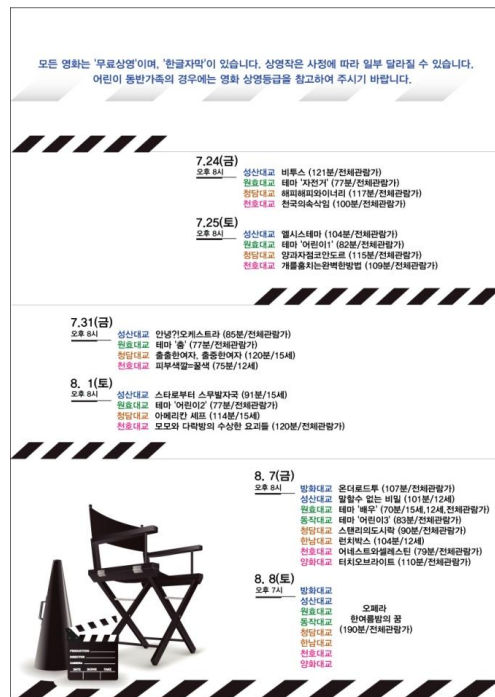 모든 영화는 '무료상영'이며, '한글자막'이 있습니다. 상영작은 사정에 따라 일부 달라질 수 있습니다.
어린이 동반가족의 경우에는 영화 상영등급을 참고하여 주시기 바랍니다.
7.24(금)
오후 8시
성산대교 비투스 (121분/전체관람가)
원효대교 테마 '자전거' (77분/전체관람가)
청담대교 해피해피와이너리 (117분/전체관람가)
천호대교 천국의속삭임 (100분/전체관람가)
7.25(토)
오후 8시
성산대교 엘시스테마 (104분/전체관람가)
원효대교 테마 '어린이1' (82분/전체관람가)
청담대교 양과자점코안도르 (115분/전체관람가)
천호대교 개를훔치는완벽한방법 (109분/전체관람가)
7.31(금)
오후 8시
성산대교 안녕?!오케스트라 (85분/전체관람가)
원효대교 테마 '춤' (77분/전체관람가)
청담대교 출출한여자, 출중한여자 (120분/15세)
천호대교 피부색깔=꿀색 (75분/12세)
8. 1(토)
오후 8시
성산대교 스타로부터 스무발자국 (91분/15세)
원효대교 테마 '어린이2' (77분/전체관람가)
청담대교 아메리칸 셰프 (114분/15세)
천호대교 모모와 다락방의 수상한 요괴들 (120분/전체관람가)
8. 7(금)
오후 8시
방화대교 온더로드투 (107분/전체관람가)
성산대교 말할수 없는 비밀 (101분/12세)
원효대교 테마 '배우' (70분/15세,12세,전체관람가)
동작대교 테마 '어린이3' (83분/전체관람가)
청담대교 스탠리의도시락 (90분/전체관람가)
한남대교 런치박스 (104분/12세)
천호대교 어네스트와셀레스틴 (79분/전체관람가)
양화대교 터치오브라이트 (110분/전체관람가)
8. 8(토)
오후 7시
방화대교
성산대교
원효대교
동작대교
청담대교
한남대교
천호대교
양화대교
오페라
한여름밤의 꿈
(190분/전체관람가)
PRODUCTION
DIRECTOR
CAMERA
DATE SCENE TAKE